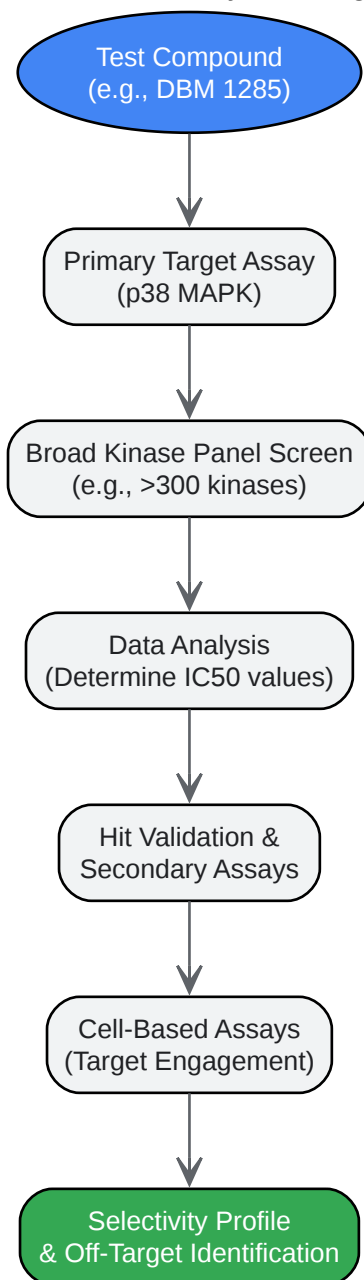 Test Compound
(e.g., DBM 1285)
Primary Target Assay
(p38 MAPK)
Broad Kinase Panel Screen
(e.g., >300 kinases)
Data Analysis
(Determine IC50 values)
Hit Validation &
Secondary Assays
Cell-Based Assays
(Target Engagement)
Selectivity Profile
& Off-Target Identification